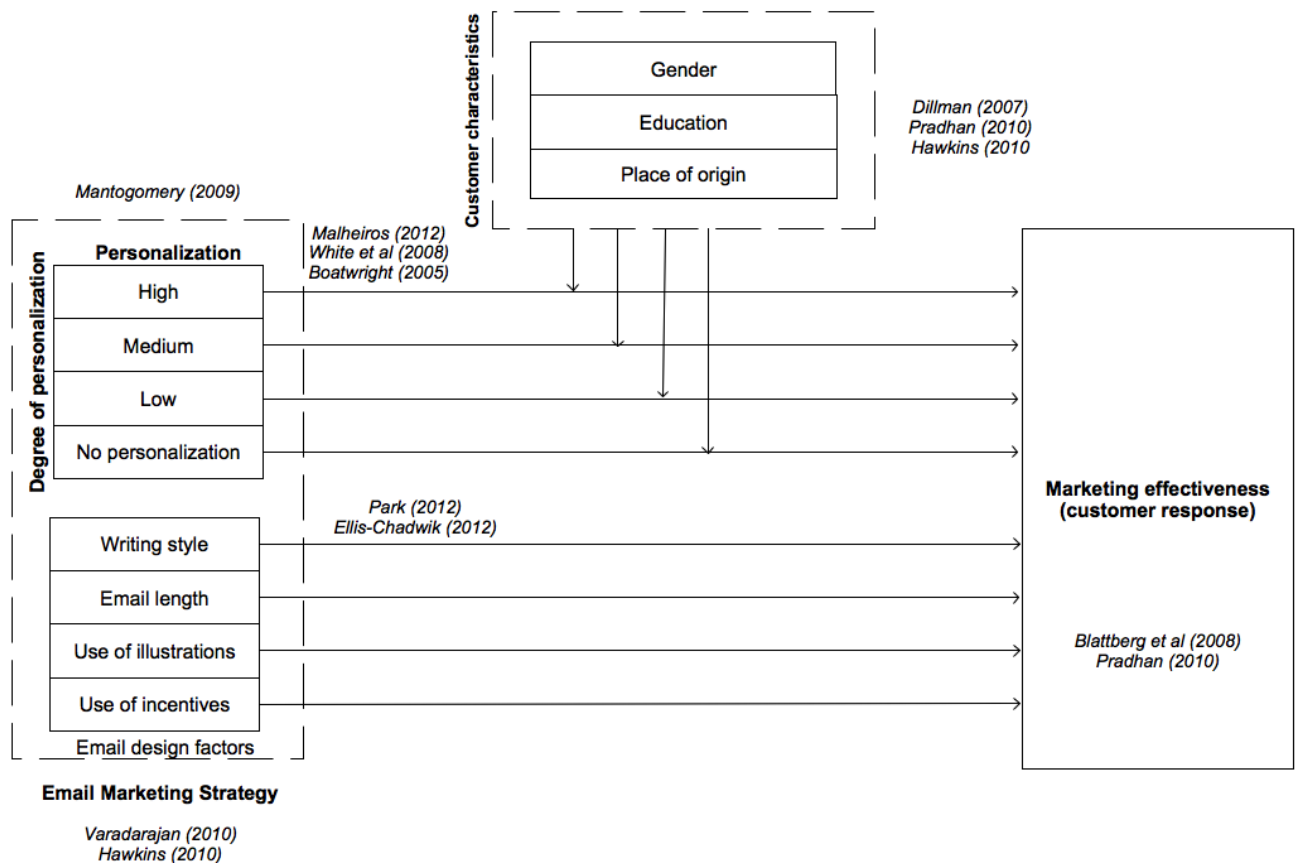 Customer characteristics
Gender
Education
Place of origin
Dillman (2007)
Pradhan (2010)
Hawkins (2010
Mantogomery (2009)
Malheiros (2012)
White et al (2008)
Boatwright (2005)
Degree of personalization
Personalization
High
Medium
Low
No personalization
Park (2012)
Ellis-Chadwik (2012)
Writing style
Email length
Use of illustrations
Use of incentives
Email design factors
Marketing effectiveness
(customer response)
Blattberg et al (2008)
Pradhan (2010)
Email Marketing Strategy
Varadarajan (2010)
Hawkins (2010)